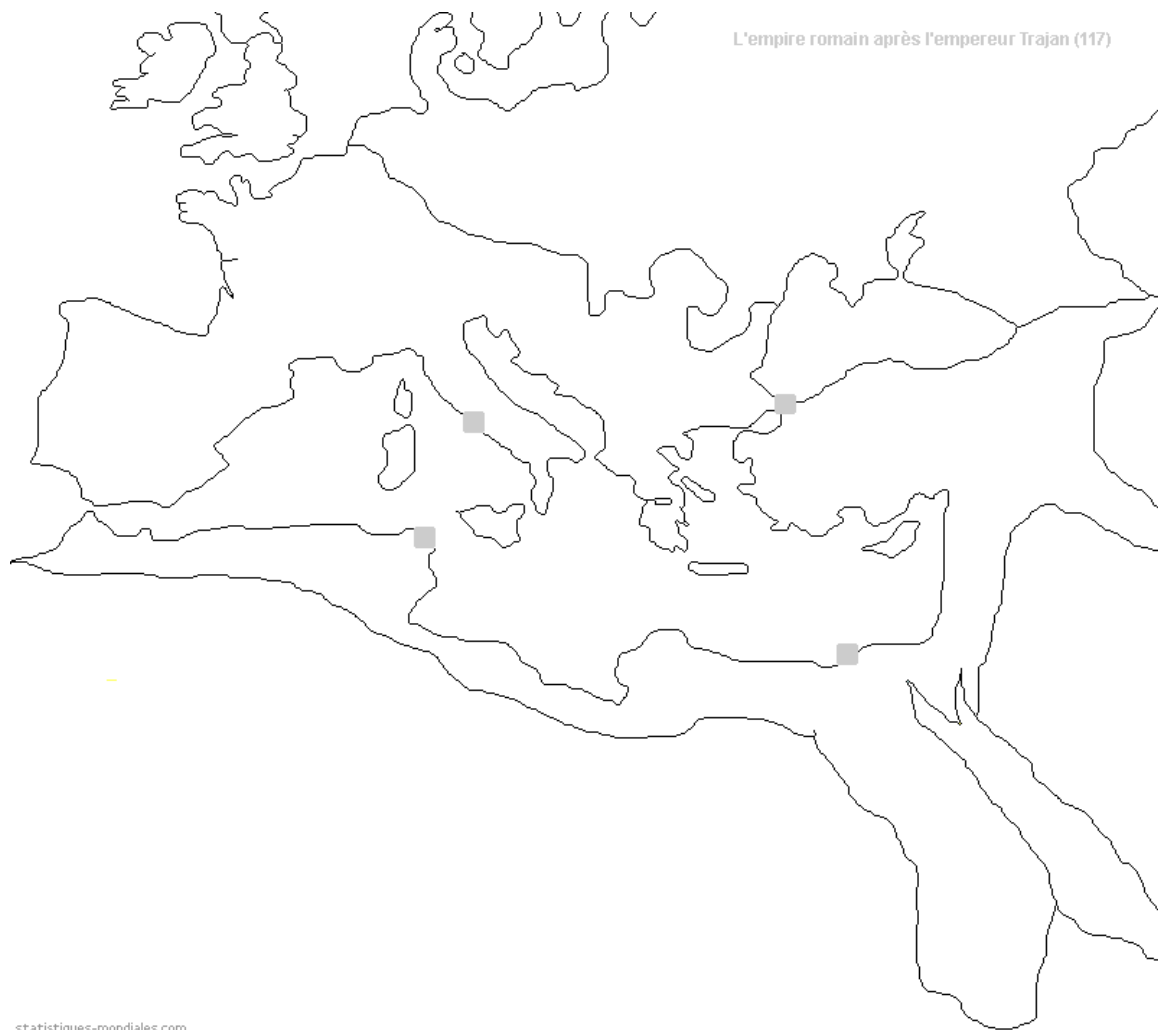 L'empire romain après l'empereur Trajan (117)
statistiques-mondiales.com